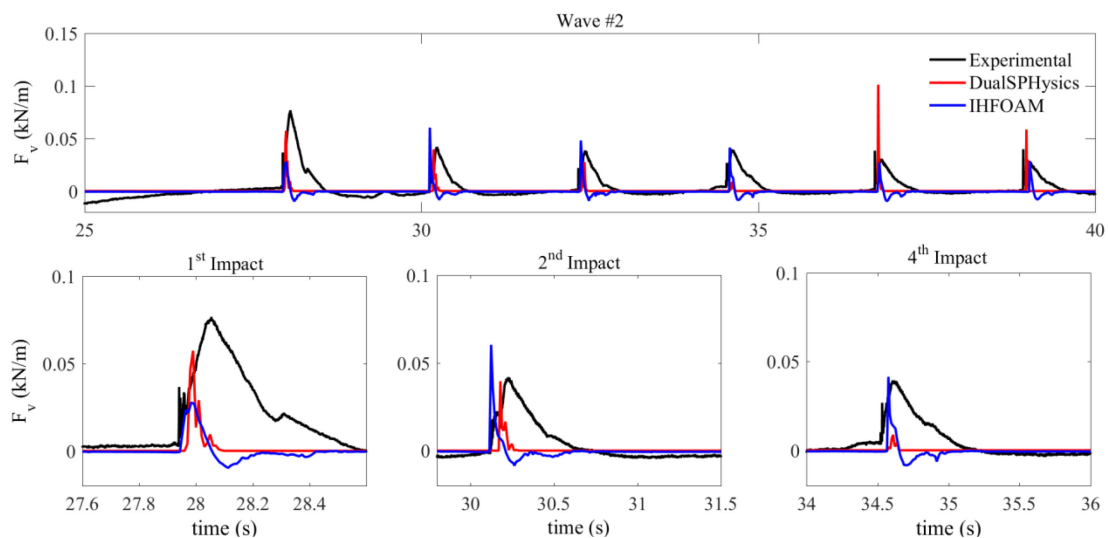 Wave #2
0.15
0.1
0.05
0
F_v (kN/m)
Experimental
DualSPHysics
IHFOAM
25 30 35 40
1st Impact
0.1
0.05
0
F_v (kN/m)
27.6 27.8 28 28.2 28.4
time (s)
2nd Impact
0.1
0.05
0
30 30.5 31 31.5
time (s)
4th Impact
0.1
0.05
0
34 34.5 35 35.5 36
time (s)